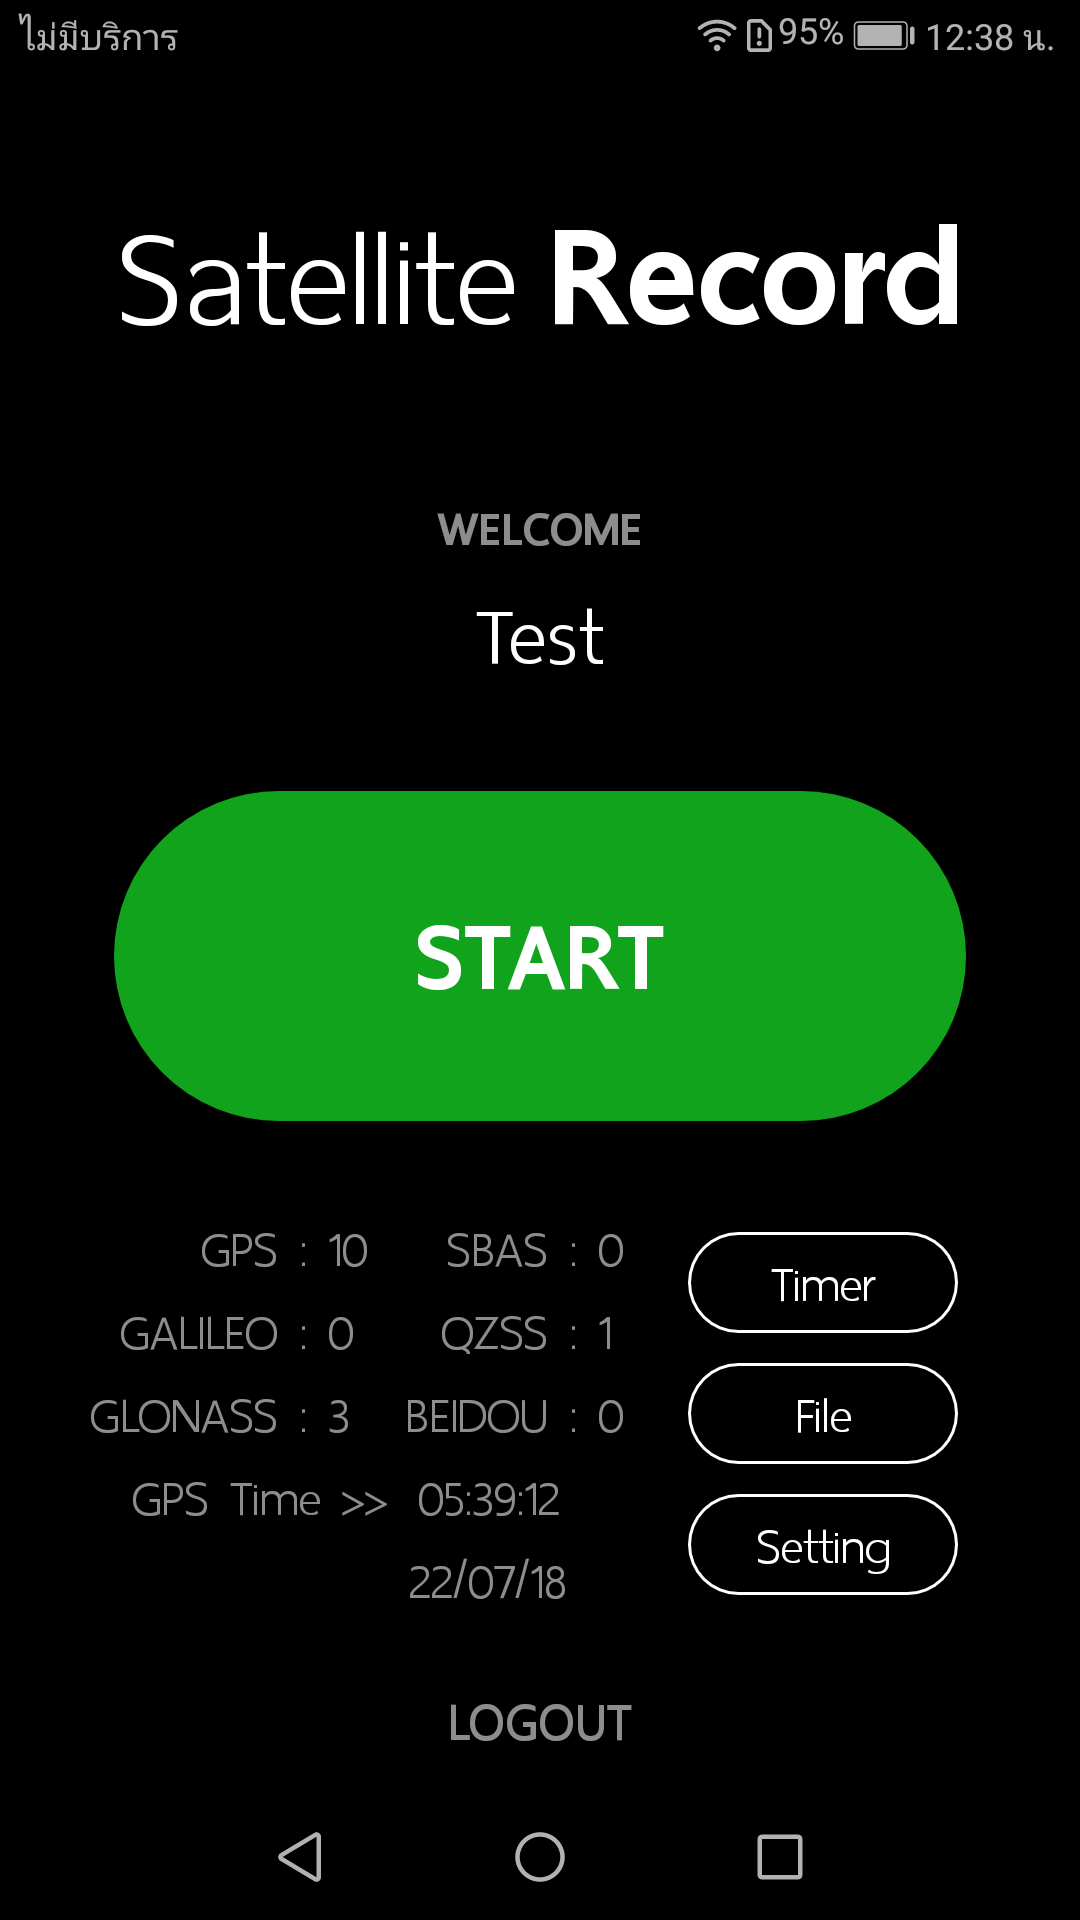 ไม่มีบริการ 95% 12:38 น.
Satellite Record
WELCOME
Test
START
GPS : 10 SBAS : 0
GALILEO : 0 QZSS : 1
GLONASS : 3 BEIDOU : 0
GPS Time >> 05:39:12
22/07/18
Timer
File
Setting
LOGOUT